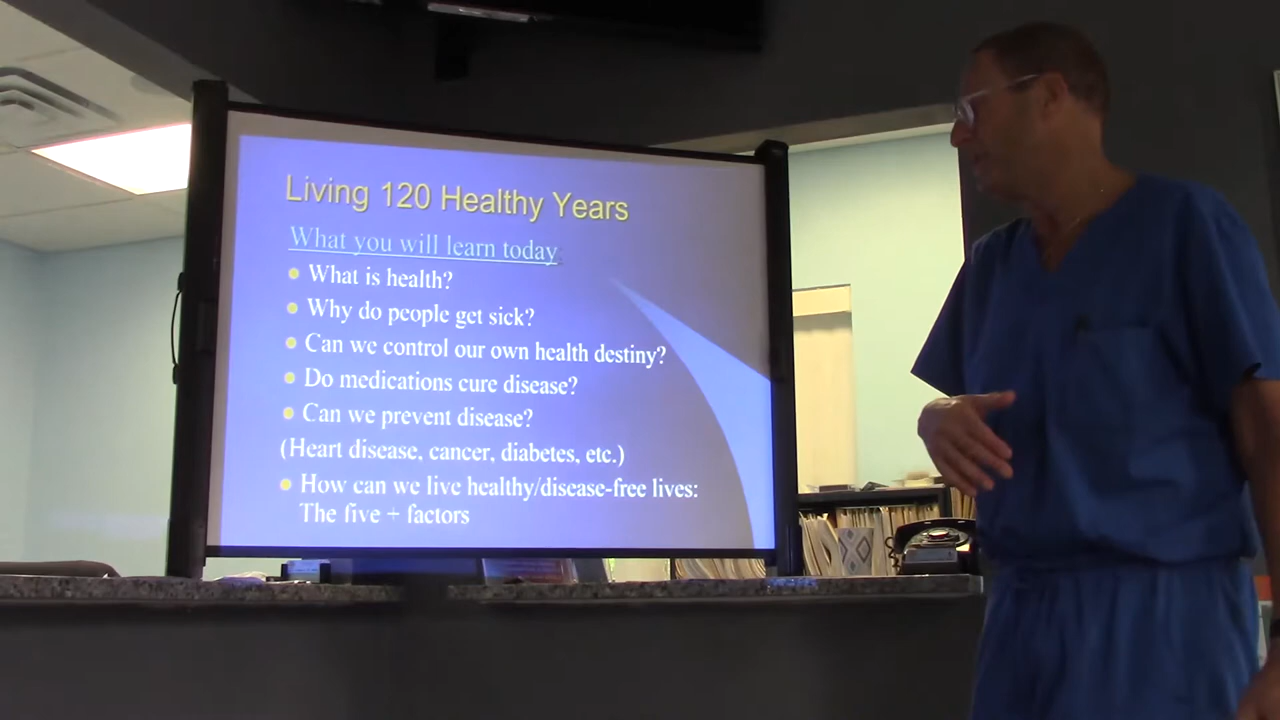 Living 120 Healthy Years
What you will learn today:
What is health?
Why do people get sick?
Can we control our own health destiny?
Do medications cure disease?
Can we prevent disease?
(Heart disease, cancer, diabetes, etc.)
How can we live healthy/disease-free lives:
The five + factors